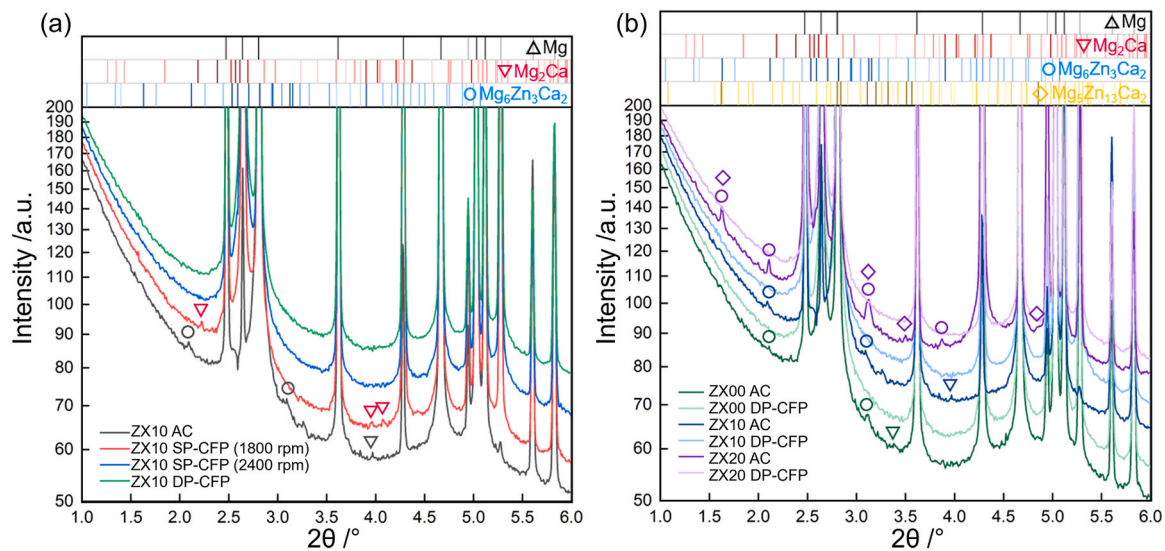 (a)
△Mg
▽Mg₂Ca
○Mg₆Zn₃Ca₂
Intensity /a.u.
200
190
180
170
160
150
140
130
120
110
100
90
80
70
60
50
ZX10 AC
ZX10 SP-CFP (1800 rpm)
ZX10 SP-CFP (2400 rpm)
ZX10 DP-CFP
1.0 1.5 2.0 2.5 3.0 3.5 4.0 4.5 5.0 5.5 6.0
2θ /°
(b)
△Mg
▽Mg₂Ca
○Mg₆Zn₃Ca₂
◇Mg₅Zn₁₃Ca₂
Intensity /a.u.
200
190
180
170
160
150
140
130
120
110
100
90
80
70
60
50
ZX00 AC
ZX00 DP-CFP
ZX10 AC
ZX10 DP-CFP
ZX20 AC
ZX20 DP-CFP
1.0 1.5 2.0 2.5 3.0 3.5 4.0 4.5 5.0 5.5 6.0
2θ /°